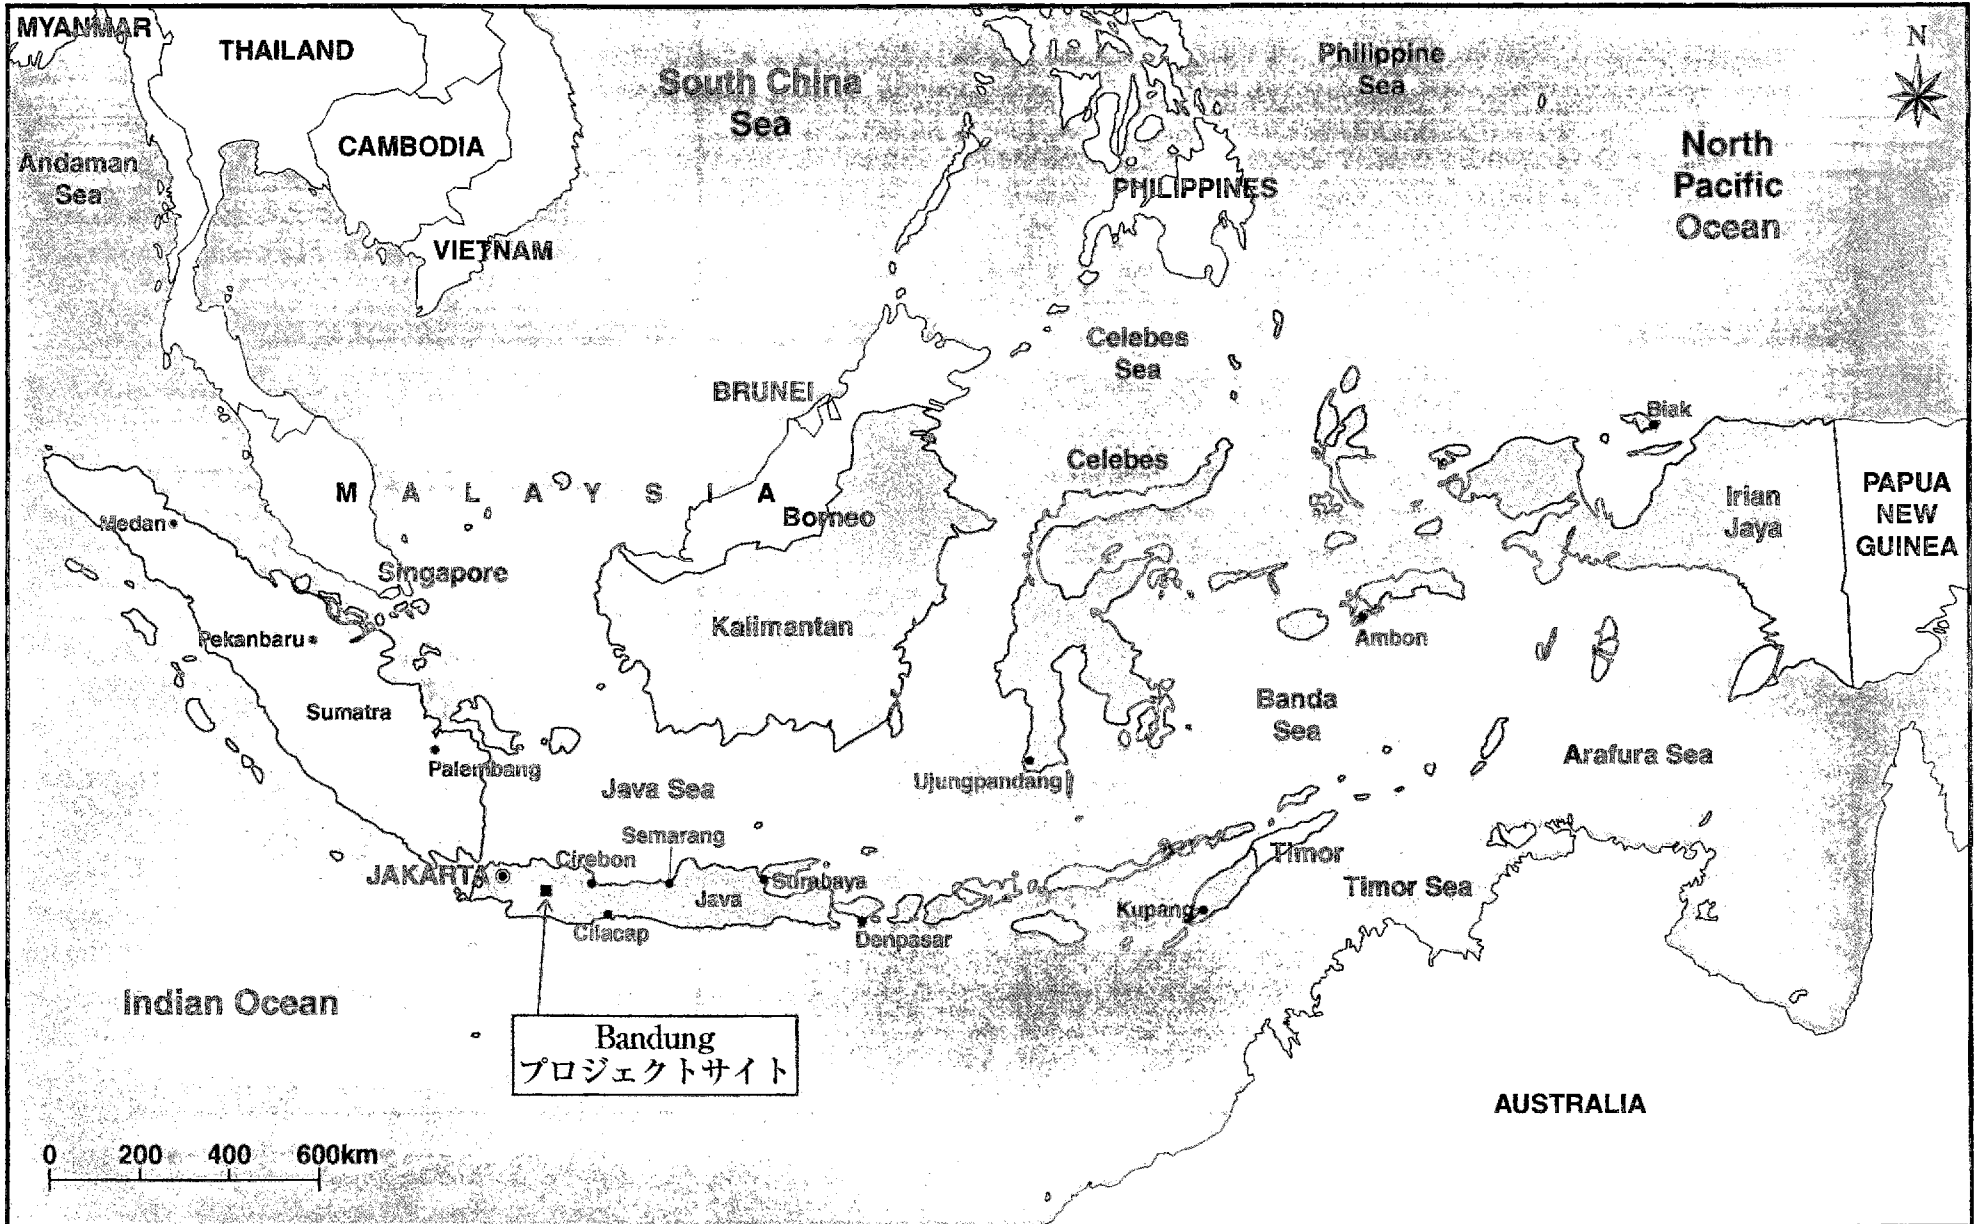 MYANMAR
THAILAND
South China
Sea
Philippine
Sea
N
CAMBODIA
Andaman
Sea
North
Pacific
Ocean
PHILIPPINES
VIETNAM
Celebes
Sea
BRUNEI
Biak
Celebes
MALAYSIA
Borneo
Irian
Jaya
PAPUA
NEW
GUINEA
Medan
Singapore
Kalimantan
Pekanbaru
Ambon
Sumatra
Banda
Sea
Palembang
Java Sea
Ujungpandang
Arafura Sea
Semarang
Cirebon
JAKARTA
Surabaya
Java
Timor
Timor Sea
Kupang
Cilacap
Denpasar
Indian Ocean
Bandung
プロジェクトサイト
AUSTRALIA
0 200 400 600km